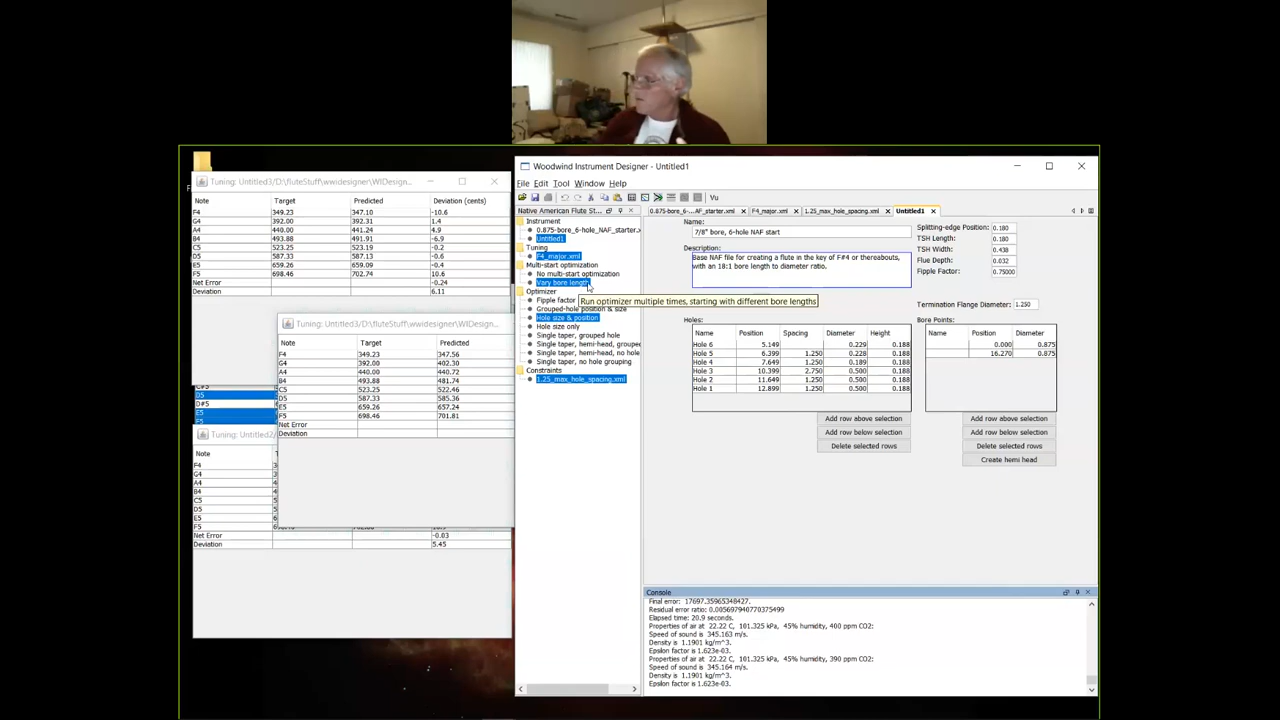 Tuning: Untitled3/D:\fluteStuff\wwidesigner\WIDesign...
Note Target Predicted Deviation (cents)
F4 349.23 347.10 -10.6
G4 392.00 392.31 1.4
A4 440.00 441.24 4.9
B4 493.88 491.91 -6.9
C5 523.25 523.19 -0.2
D5 587.33 587.13 -0.6
E5 659.26 659.09 -0.4
F5 698.46 702.74 10.6
Net Error -0.24
Deviation 6.11
Tuning: Untitled3/D:\fluteStuff\wwidesigner\WIDesign...
Note Target Predicted
F4 349.23 347.56
G4 392.00 402.30
A4 440.00 440.72
B4 493.88 481.74
C5 523.25 522.46
D5 587.33 585.36
E5 659.26 657.24
F5 698.46 701.81
Net Error
Deviation
D5
D#5
E5
F5
Tuning: Untitled2/
Note
F4
G4
A4
B4
C5
D5
E5
F5
Net Error -0.03
Deviation 5.45
Woodwind Instrument Designer - Untitled1
File Edit Tool Window Help
Vu
Native American Flute St...
Instrument
0.875-bore_6-hole_NAF_starter.x
Untitled1
Tuning
F4_major.xml
Multi-start optimization
No multi-start optimization
Vary bore length
Optimizer
Fipple factor
Run optimizer multiple times, starting with different bore lengths
Grouped-hole position & size
Hole size & position
Hole size only
Single taper, grouped hole
Single taper, hemi-head, grouped
Single taper, hemi-head, no hole
Single taper, no hole grouping
Constraints
1.25_max_hole_spacing.xml
0.875-bore_6-...AF_starter.xml F4_major.xml 1.25_max_hole_spacing.xml Untitled1
Name:
7/8" bore, 6-hole NAF start
Description:
Base NAF file for creating a flute in the key of F#4 or thereabouts,
with an 18:1 bore length to diameter ratio.
Splitting-edge Position: 0.180
TSH Length: 0.180
TSH Width: 0.438
Flue Depth: 0.032
Fipple Factor: 0.75000
Termination Flange Diameter: 1.250
Holes:
Name Position Spacing Diameter Height
Hole 6 5.149 0.229 0.188
Hole 5 6.399 1.250 0.228 0.188
Hole 4 7.649 1.250 0.189 0.188
Hole 3 10.399 2.750 0.500 0.188
Hole 2 11.649 1.250 0.500 0.188
Hole 1 12.899 1.250 0.500 0.188
Add row above selection
Add row below selection
Delete selected rows
Bore Points:
Position Diameter
0.000 0.875
16.270 0.875
Add row above selection
Add row below selection
Delete selected rows
Create hemi head
Console
Final error: 17697.35965348427.
Residual error ratio: 0.005697940770375499
Elapsed time: 20.9 seconds.
Properties of air at 22.22 C, 101.325 kPa, 45% humidity, 400 ppm CO2:
Speed of sound is 345.163 m/s.
Density is 1.1901 kg/m^3.
Epsilon factor is 1.623e-03.
Properties of air at 22.22 C, 101.325 kPa, 45% humidity, 390 ppm CO2:
Speed of sound is 345.164 m/s.
Density is 1.1901 kg/m^3.
Epsilon factor is 1.623e-03.